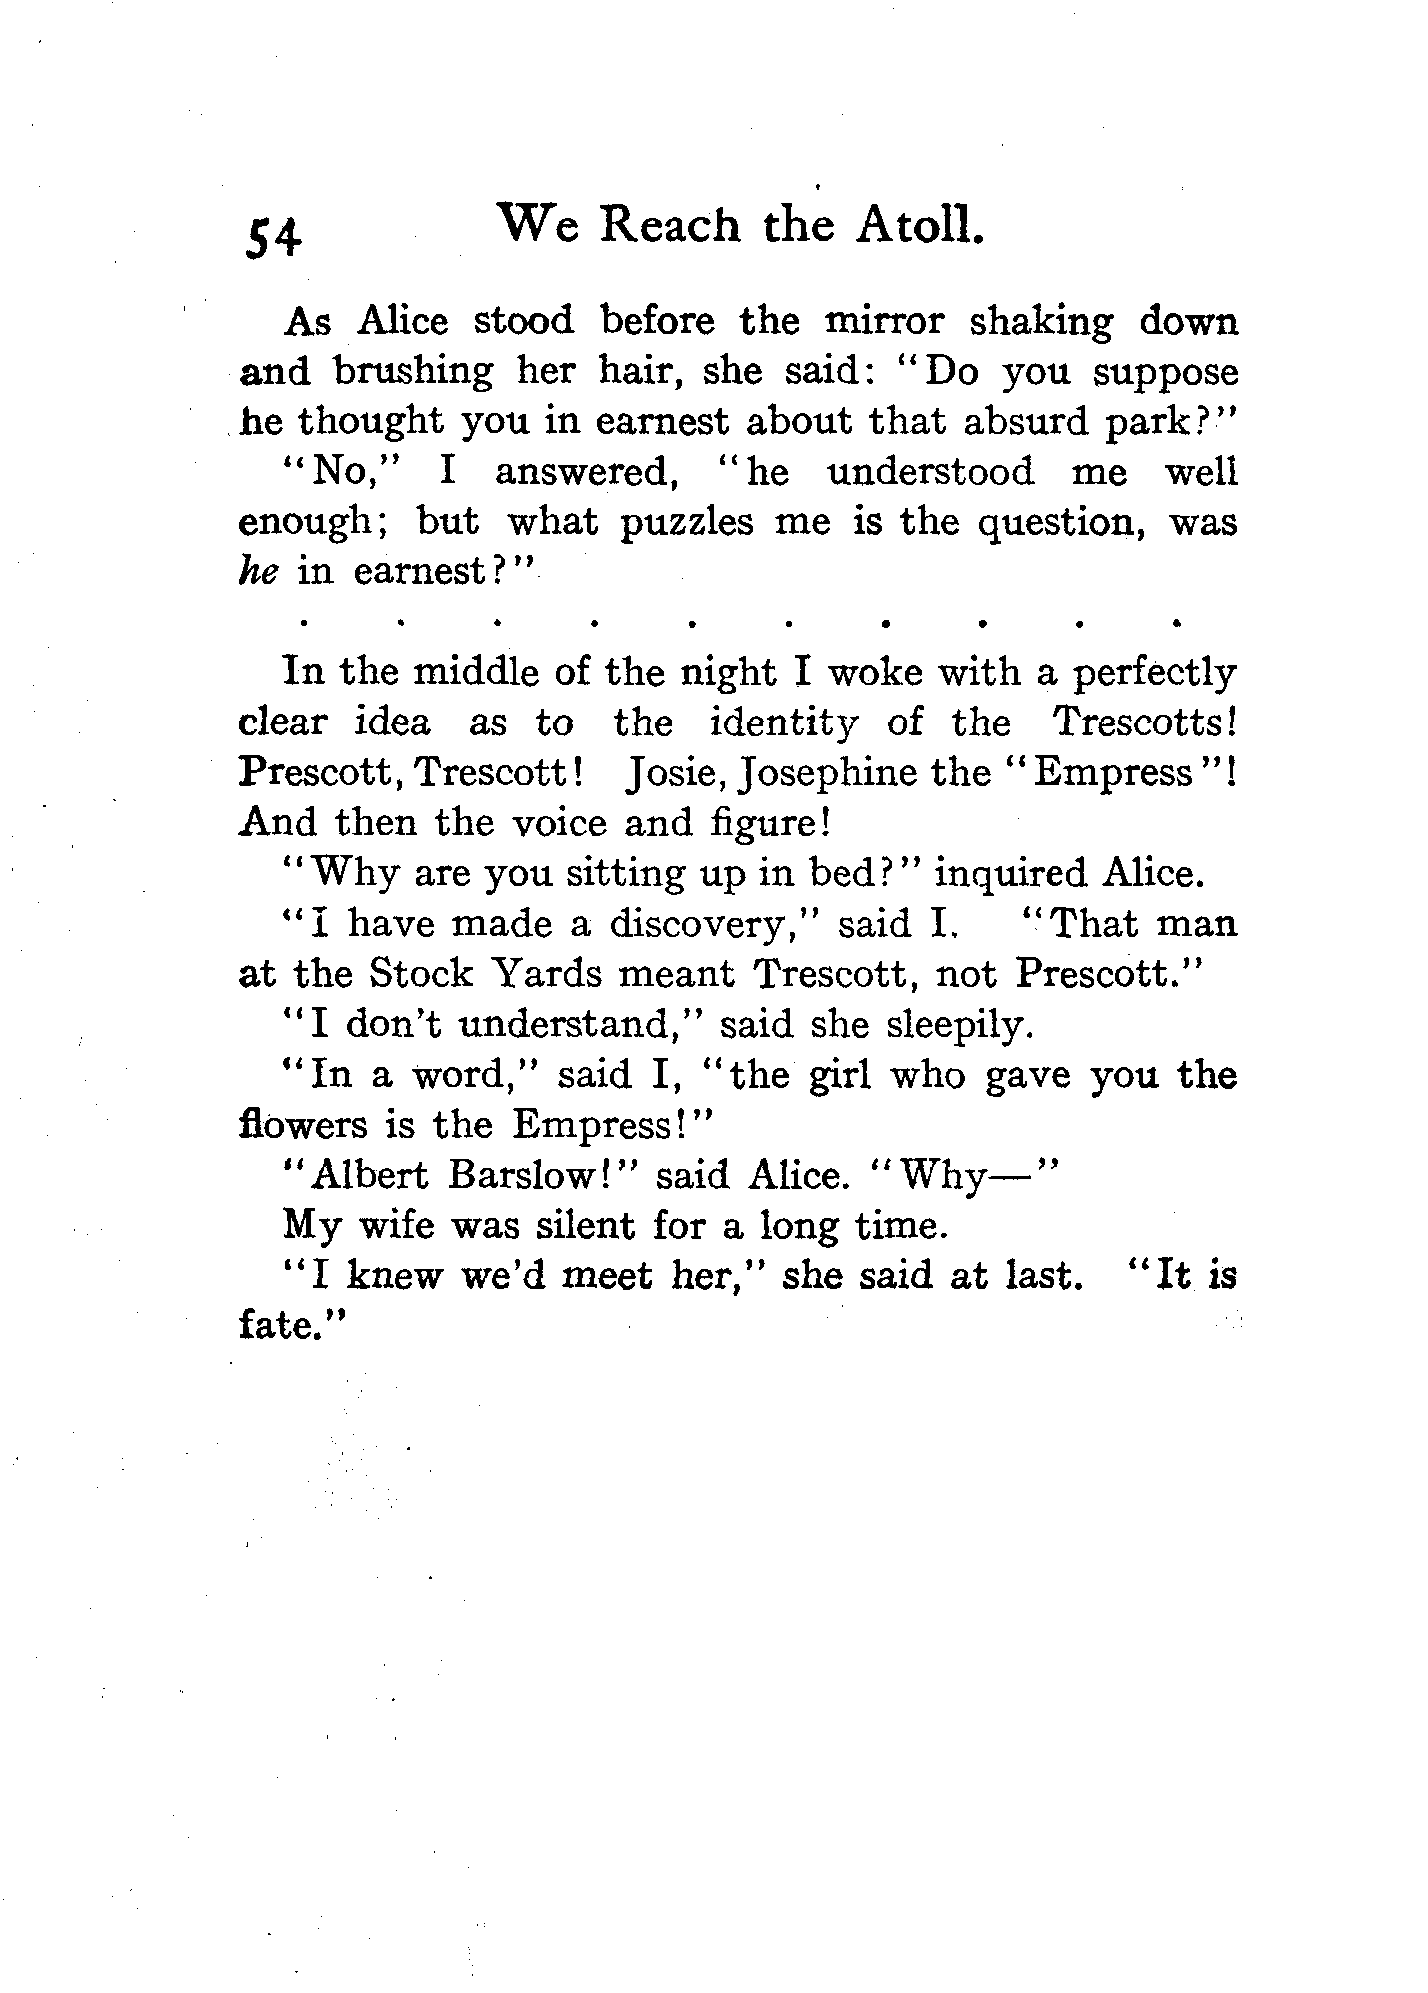 54 We Reach the Atoll.
As Alice stood before the mirror shaking down
and brushing her hair, she said: "Do you suppose
he thought you in earnest about that absurd park?"
"No," I answered, "he understood me well
enough; but what puzzles me is the question, was
he in earnest?"
. . . . . . . . . .
In the middle of the night I woke with a perfectly
clear idea as to the identity of the Trescotts!
Prescott, Trescott! Josie, Josephine the "Empress"!
And then the voice and figure!
"Why are you sitting up in bed?" inquired Alice.
"I have made a discovery," said I. "That man
at the Stock Yards meant Trescott, not Prescott."
"I don't understand," said she sleepily.
"In a word," said I, "the girl who gave you the
flowers is the Empress!"
"Albert Barslow!" said Alice. "Why—"
My wife was silent for a long time.
"I knew we'd meet her," she said at last. "It is
fate."